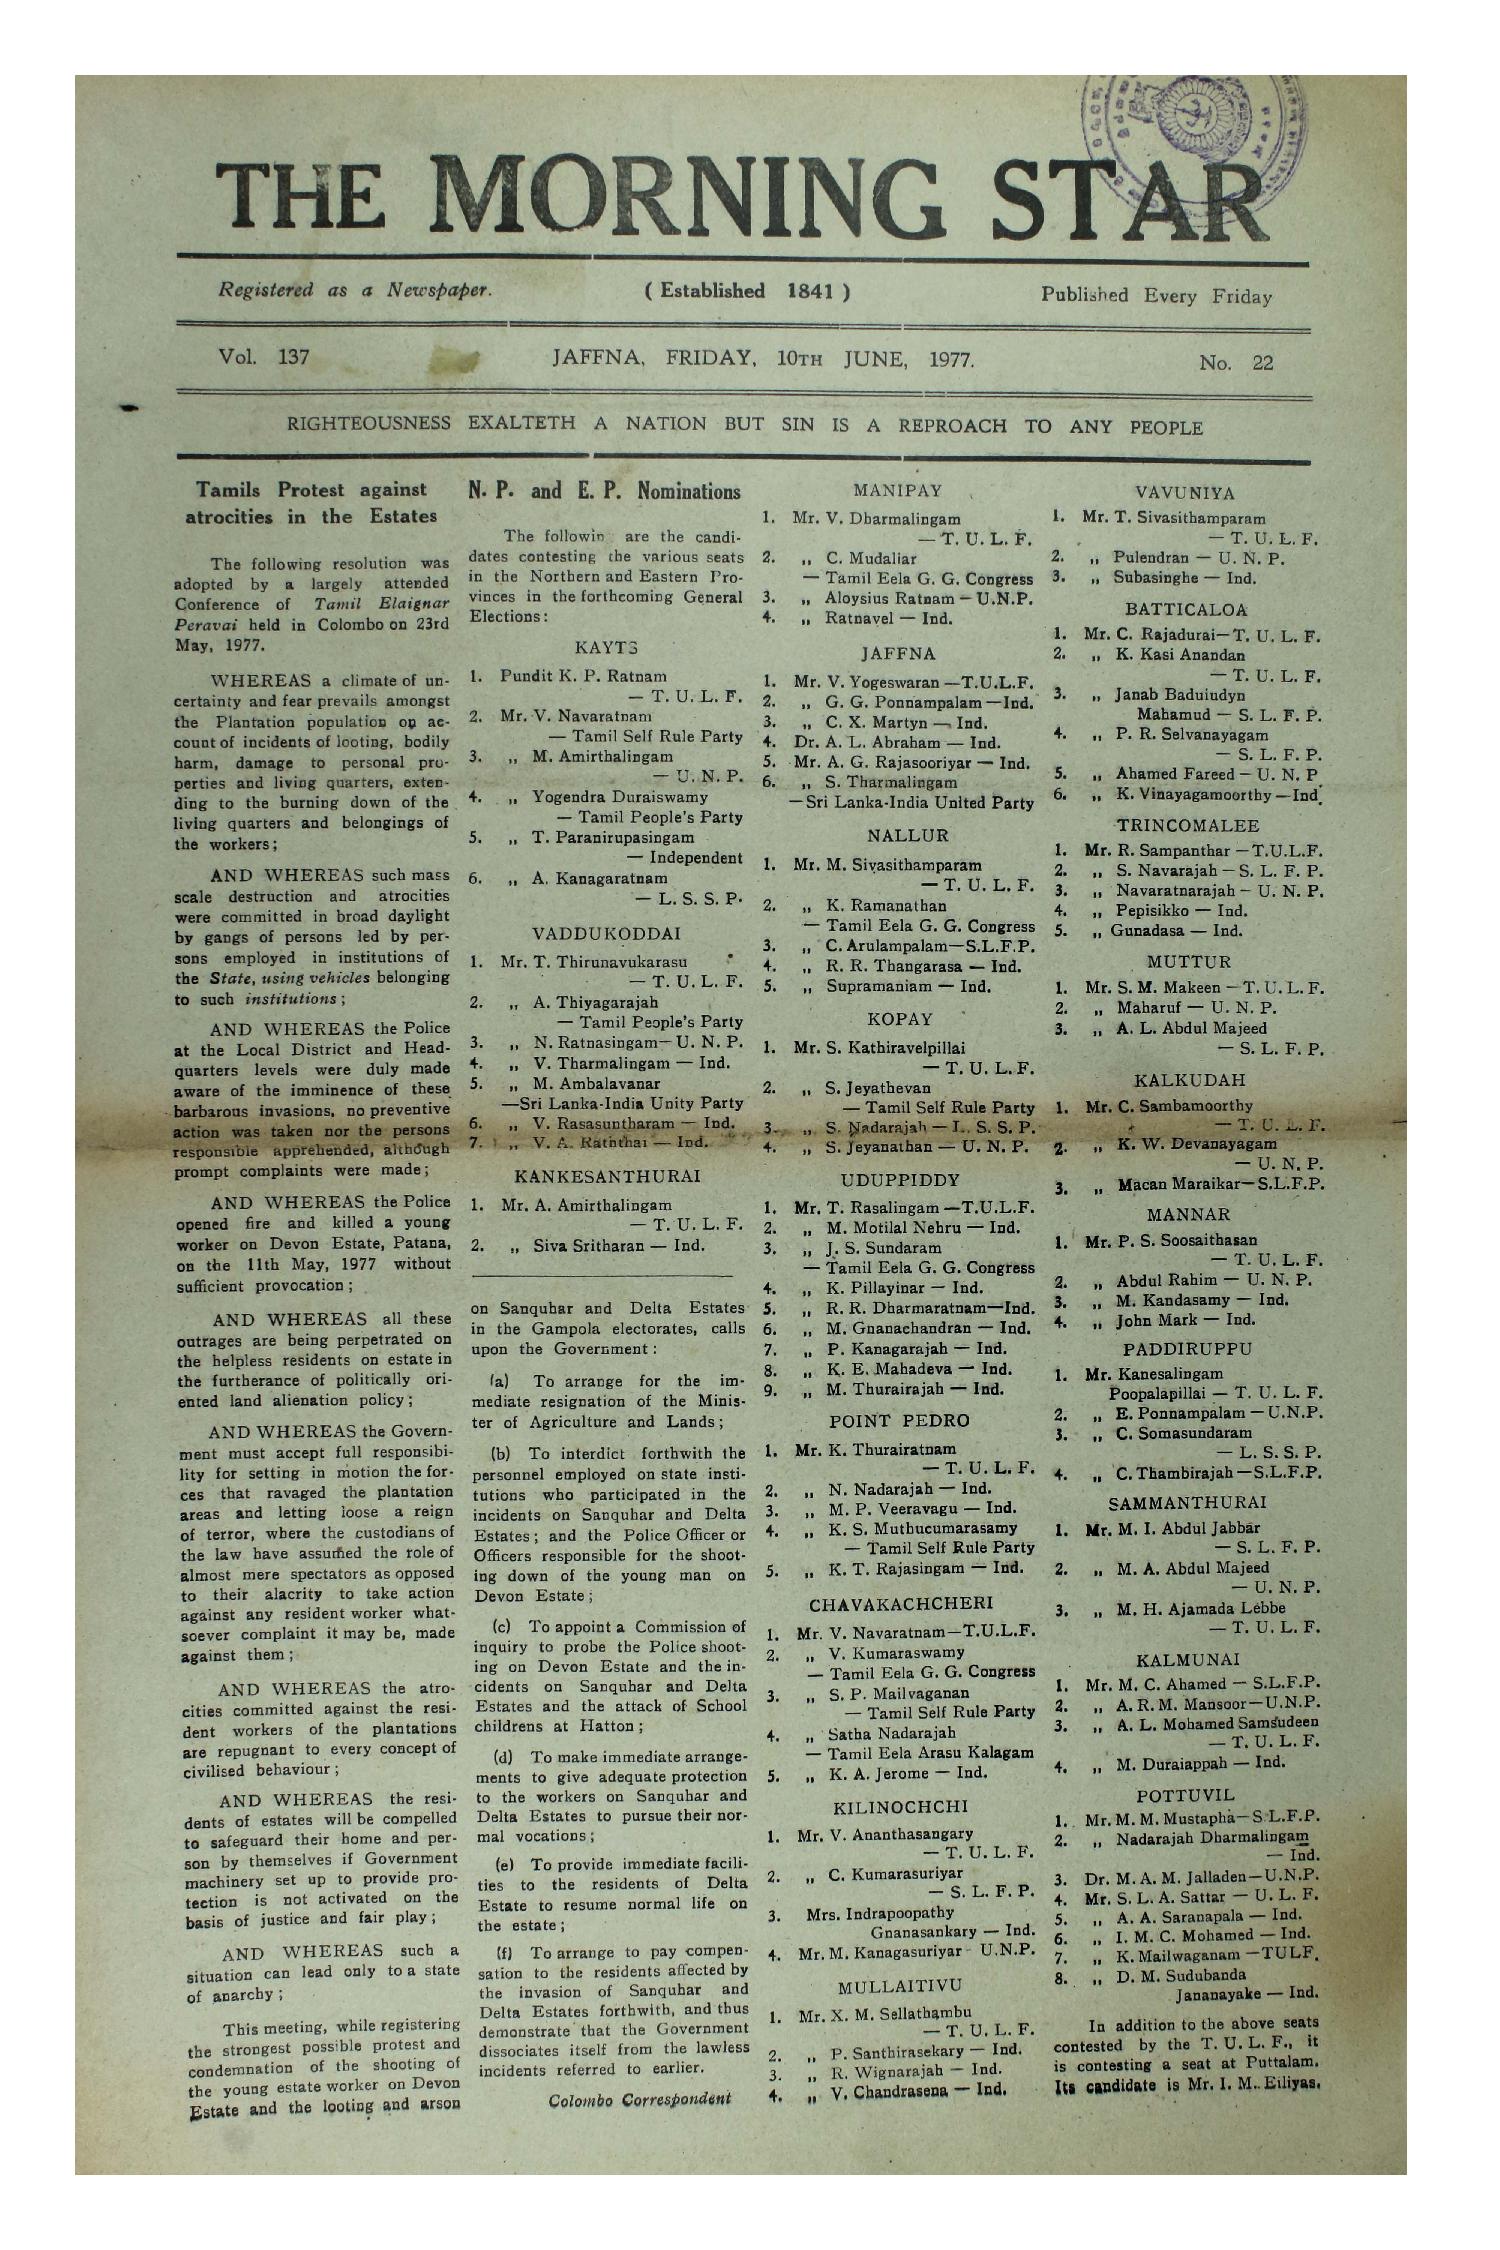 THE MORNING STAR
Registered as a Newspaper.
( Established 1841 )
Published Every Friday
Vol. 137
JAFFNA, FRIDAY, 10TH JUNE, 1977.
No. 22
RIGHTEOUSNESS EXALTETH A NATION BUT SIN IS A REPROACH TO ANY PEOPLE
Tamils Protest against
atrocities in the Estates
The following resolution was
adopted by a largely attended
Conference of Tamil Elaignar
Peravai held in Colombo on 23rd
May, 1977.
WHEREAS a climate of un-
certainty and fear prevails amongst
the Plantation population on ac-
count of incidents of looting, bodily
harm, damage to personal pro-
perties and living quarters, exten-
ding to the burning down of the
living quarters and belongings of
the workers;
AND WHEREAS such mass
scale destruction and atrocities
were committed in broad daylight
by gangs of persons led by per-
sons employed in institutions of
the State, using vehicles belonging
to such institutions;
AND WHEREAS the Police
at the Local District and Head-
quarters levels were duly made
aware of the imminence of these
barbarous invasions, no preventive
action was taken nor the persons
responsible apprehended, although
prompt complaints were made;
AND WHEREAS the Police
opened fire and killed a young
worker on Devon Estate, Patana,
on the 11th May, 1977 without
sufficient provocation;
AND WHEREAS all these
outrages are being perpetrated on
the helpless residents on estate in
the furtherance of politically ori-
ented land alienation policy;
AND WHEREAS the Govern-
ment must accept full responsibi-
lity for setting in motion the for-
ces that ravaged the plantation
areas and letting loose a reign
of terror, where the custodians of
the law have assumed the role of
almost mere spectators as opposed
to their alacrity to take action
against any resident worker what-
soever complaint it may be, made
against them;
AND WHEREAS the atro-
cities committed against the resi-
dent workers of the plantations
are repugnant to every concept of
civilised behaviour;
AND WHEREAS the resi-
dents of estates will be compelled
to safeguard their home and per-
son by themselves if Government
machinery set up to provide pro-
tection is not activated on the
basis of justice and fair play;
AND WHEREAS such a
situation can lead only to a state
of anarchy;
This meeting, while registering
the strongest possible protest and
condemnation of the shooting of
the young estate worker on Devon
Estate and the looting and arson
N. P. and E. P. Nominations
The followin are the candi-
dates contesting the various seats
in the Northern and Eastern Pro-
vinces in the forthcoming General
Elections:
KAYTS
1. Pundit K. P. Ratnam
— T. U. L. F.
2. Mr. V. Navaratnam
— Tamil Self Rule Party
3. „ M. Amirthalingam
— U. N. P.
4. „ Yogendra Duraiswamy
— Tamil People's Party
5. „ T. Paranirupasingam
— Independent
6. „ A. Kanagaratnam
— L. S. S. P.
VADDUKODDAI
1. Mr. T. Thirunavukarasu
— T. U. L. F.
2. „ A. Thiyagarajah
— Tamil People's Party
3. „ N. Ratnasingam— U. N. P.
4. „ V. Tharmalingam — Ind.
5. „ M. Ambalavanar
—Sri Lanka-India Unity Party
6. „ V. Rasasuntharam — Ind.
7. „ V. A. Raththai — Ind.
KANKESANTHURAI
1. Mr. A. Amirthalingam
— T. U. L. F.
2. „ Siva Sritharan — Ind.
on Sanquhar and Delta Estates
in the Gampola electorates, calls
upon the Government:
(a) To arrange for the im-
mediate resignation of the Minis-
ter of Agriculture and Lands;
(b) To interdict forthwith the
personnel employed on state insti-
tutions who participated in the
incidents on Sanquhar and Delta
Estates; and the Police Officer or
Officers responsible for the shoot-
ing down of the young man on
Devon Estate;
(c) To appoint a Commission of
inquiry to probe the Police shoot-
ing on Devon Estate and the in-
cidents on Sanquhar and Delta
Estates and the attack of School
childrens at Hatton;
(d) To make immediate arrange-
ments to give adequate protection
to the workers on Sanquhar and
Delta Estates to pursue their nor-
mal vocations;
(e) To provide immediate facili-
ties to the residents of Delta
Estate to resume normal life on
the estate;
(f) To arrange to pay compen-
sation to the residents affected by
the invasion of Sanquhar and
Delta Estates forthwith, and thus
demonstrate that the Government
dissociates itself from the lawless
incidents referred to earlier.
Colombo Correspondent
MANIPAY
1. Mr. V. Dharmalingam
— T. U. L. F.
2. „ C. Mudaliar
— Tamil Eela G. G. Congress
3. „ Aloysius Ratnam — U.N.P.
4. „ Ratnavel — Ind.
JAFFNA
1. Mr. V. Yogeswaran —T.U.L.F.
2. „ G. G. Ponnampalam—Ind.
3. „ C. X. Martyn — Ind.
4. Dr. A. L. Abraham — Ind.
5. Mr. A. G. Rajasooriyar — Ind.
6. „ S. Tharmalingam
—Sri Lanka-India United Party
NALLUR
1. Mr. M. Sivasithamparam
— T. U. L. F.
2. „ K. Ramanathan
— Tamil Eela G. G. Congress
3. „ C. Arulampalam—S.L.F.P.
4. „ R. R. Thangarasa — Ind.
5. „ Supramaniam — Ind.
KOPAY
1. Mr. S. Kathiravelpillai
— T. U. L. F.
2. „ S. Jeyathevan
— Tamil Self Rule Party
3. „ S. Nadarajah — L. S. S. P.
4. „ S. Jeyanathan — U. N. P.
UDUPPIDDY
1. Mr. T. Rasalingam —T.U.L.F.
2. „ M. Motilal Nehru — Ind.
3. „ J. S. Sundaram
— Tamil Eela G. G. Congress
4. „ K. Pillayinar — Ind.
5. „ R. R. Dharmaratnam—Ind.
6. „ M. Gnanachandran — Ind.
7. „ P. Kanagarajah — Ind.
8. „ K. E. Mahadeva — Ind.
9. „ M. Thurairajah — Ind.
POINT PEDRO
1. Mr. K. Thurairatnam
— T. U. L. F.
2. „ N. Nadarajah — Ind.
3. „ M. P. Veeravagu — Ind.
4. „ K. S. Muthucumarasamy
— Tamil Self Rule Party
5. „ K. T. Rajasingam — Ind.
CHAVAKACHCHERI
1. Mr. V. Navaratnam—T.U.L.F.
2. „ V. Kumaraswamy
— Tamil Eela G. G. Congress
3. „ S. P. Mailvaganan
— Tamil Self Rule Party
4. „ Satha Nadarajah
— Tamil Eela Arasu Kalagam
5. „ K. A. Jerome — Ind.
KILINOCHCHI
1. Mr. V. Ananthasangary
— T. U. L. F.
2. „ C. Kumarasuriyar
— S. L. F. P.
3. Mrs. Indrapoopathy
Gnanasankary — Ind.
4. Mr. M. Kanagasuriyar - U.N.P.
MULLAITIVU
1. Mr. X. M. Sellathambu
— T. U. L. F.
2. „ P. Santhirasekary — Ind.
3. „ R. Wignarajah — Ind.
4. „ V. Chandrasena — Ind.
VAVUNIYA
1. Mr. T. Sivasithamparam
— T. U. L. F.
2. „ Pulendran — U. N. P.
3. „ Subasinghe — Ind.
BATTICALOA
1. Mr. C. Rajadurai—T. U. L. F.
2. „ K. Kasi Anandan
— T. U. L. F.
3. „ Janab Baduiudyn
Mahamud — S. L. F. P.
4. „ P. R. Selvanayagam
— S. L. F. P.
5. „ Ahamed Fareed — U. N. P
6. „ K. Vinayagamoorthy —Ind.
TRINCOMALEE
1. Mr. R. Sampanthar —T.U.L.F.
2. „ S. Navarajah — S. L. F. P.
3. „ Navaratnarajah — U. N. P.
4. „ Pepisikko — Ind.
5. „ Gunadasa — Ind.
MUTTUR
1. Mr. S. M. Makeen —T. U. L. F.
2. „ Maharuf — U. N. P.
3. „ A. L. Abdul Majeed
— S. L. F. P.
KALKUDAH
1. Mr. C. Sambamoorthy
— T. U. L. F.
2. „ K. W. Devanayagam
— U. N. P.
3. „ Macan Maraikar—S.L.F.P.
MANNAR
1. Mr. P. S. Soosaithasan
— T. U. L. F.
2. „ Abdul Rahim — U. N. P.
3. „ M. Kandasamy — Ind.
4. „ John Mark — Ind.
PADDIRUPPU
1. Mr. Kanesalingam
Poopalapillai — T. U. L. F.
2. „ E. Ponnampalam —U.N.P.
3. „ C. Somasundaram
— L. S. S. P.
4. „ C. Thambirajah—S.L.F.P.
SAMMANTHURAI
1. Mr. M. I. Abdul Jabbar
— S. L. F. P.
2. „ M. A. Abdul Majeed
— U. N. P.
3. „ M. H. Ajamada Lebbe
— T. U. L. F.
KALMUNAI
1. Mr. M. C. Ahamed — S.L.F.P.
2. „ A. R. M. Mansoor—U.N.P.
3. „ A. L. Mohamed Samsudeen
— T. U. L. F.
4. „ M. Duraiappah — Ind.
POTTUVIL
1. Mr. M. M. Mustapha—S.L.F.P.
2. „ Nadarajah Dharmalingam
— Ind.
3. Dr. M. A. M. Jalladen—U.N.P.
4. Mr. S. L. A. Sattar — U. L. F.
5. „ A. A. Saranapala — Ind.
6. „ I. M. C. Mohamed — Ind.
7. „ K. Mailwaganam —TULF.
8. „ D. M. Sudubanda
Jananayake — Ind.
In addition to the above seats
contested by the T. U. L. F., it
is contesting a seat at Puttalam.
Its candidate is Mr. I. M. Eiliyas.